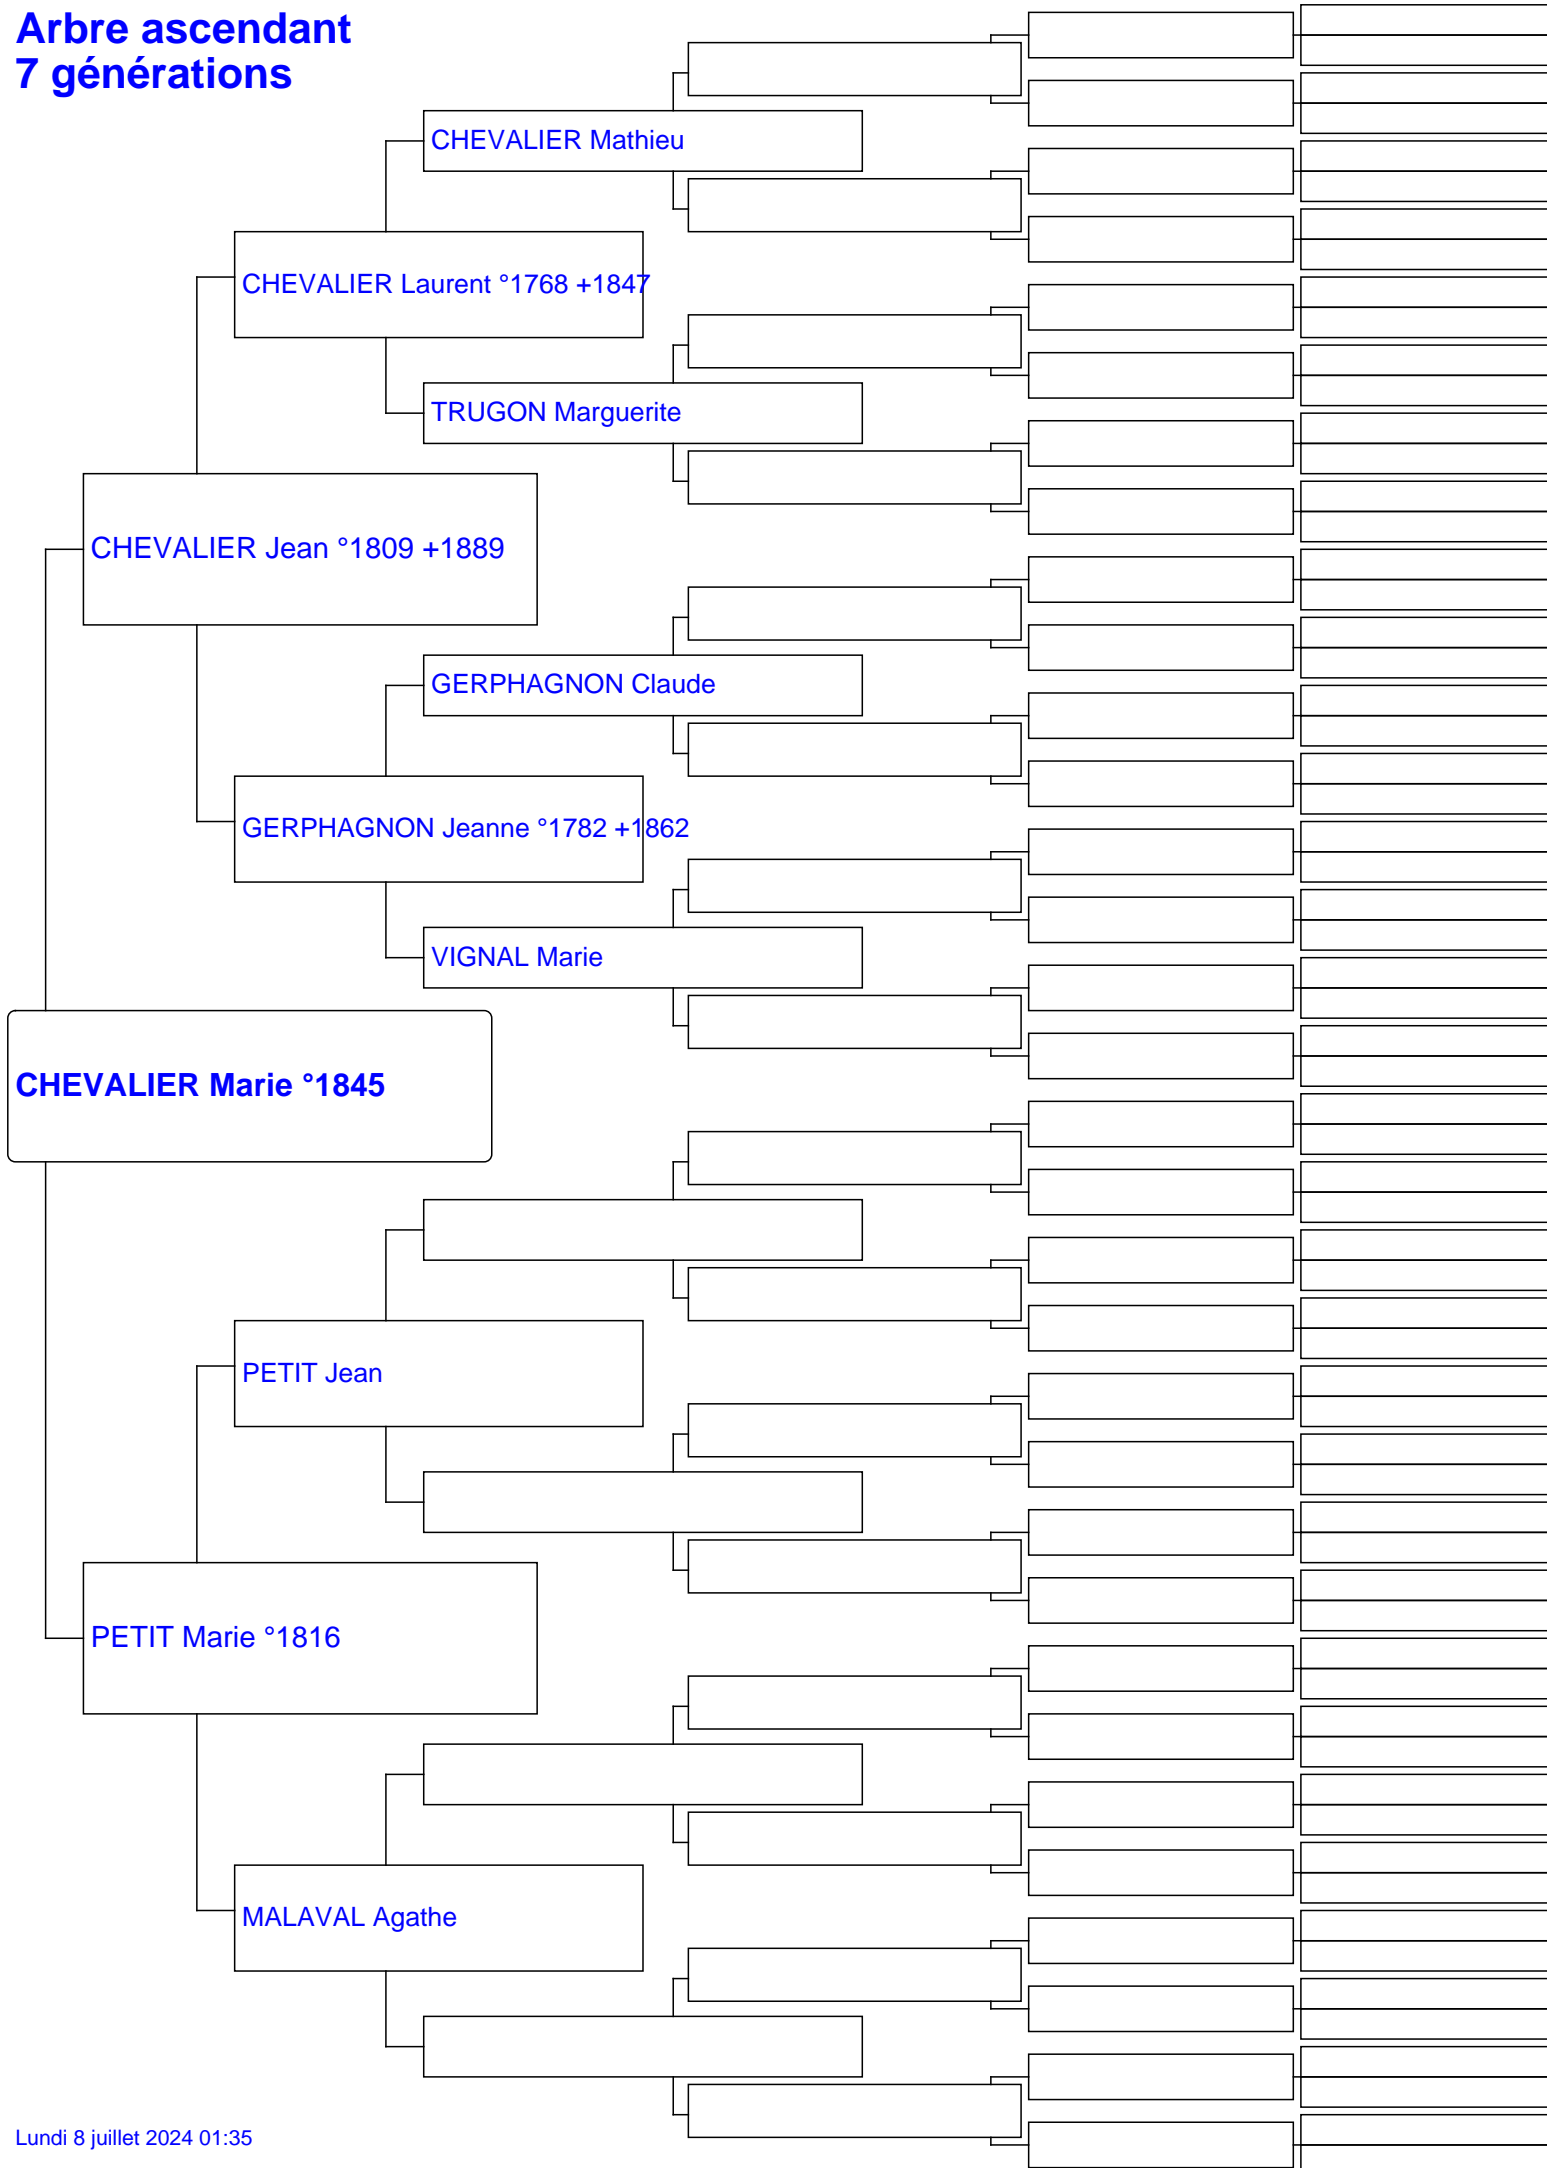 Arbre ascendant
7 générations
CHEVALIER Mathieu
CHEVALIER Laurent °1768 +1847
TRUGON Marguerite
CHEVALIER Jean °1809 +1889
GERPHAGNON Claude
GERPHAGNON Jeanne °1782 +1862
VIGNAL Marie
CHEVALIER Marie °1845
PETIT Jean
PETIT Marie °1816
MALAVAL Agathe
Lundi 8 juillet 2024 01:35